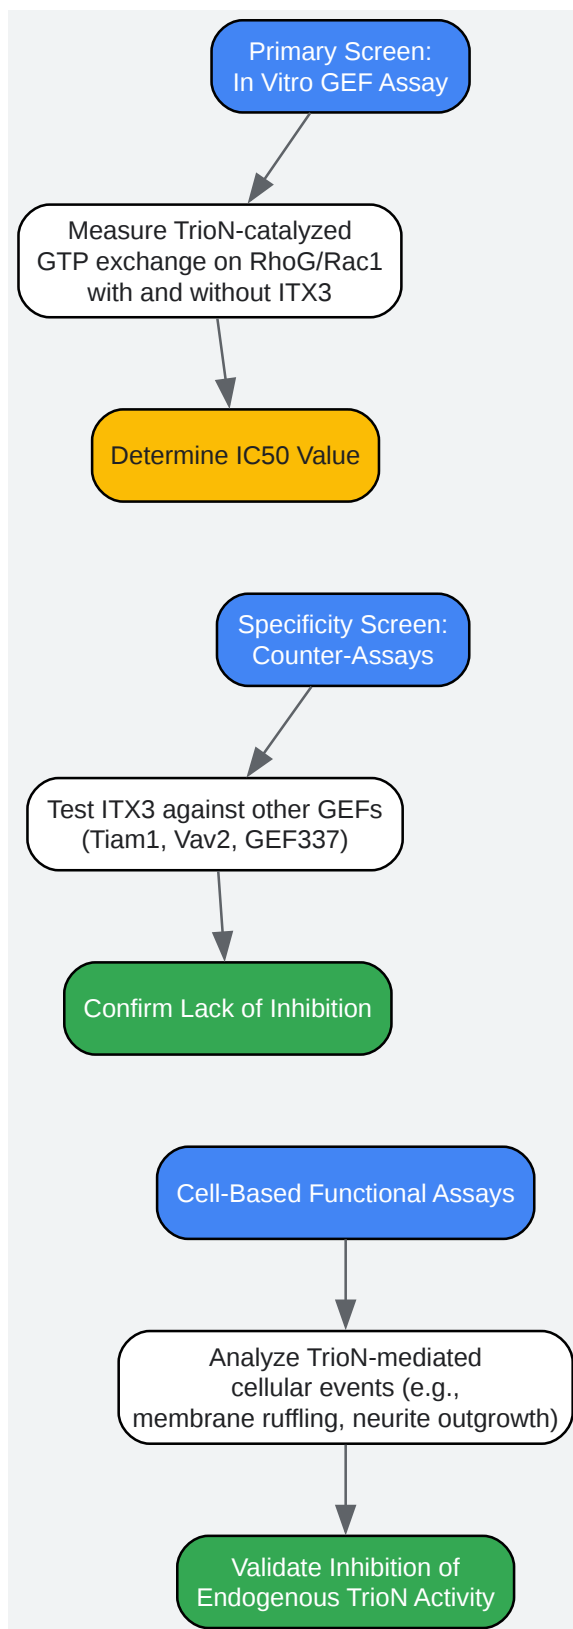 Primary Screen:
In Vitro GEF Assay
Measure TrioN-catalyzed
GTP exchange on RhoG/Rac1
with and without ITX3
Determine IC50 Value
Specificity Screen:
Counter-Assays
Test ITX3 against other GEFs
(Tiam1, Vav2, GEF337)
Confirm Lack of Inhibition
Cell-Based Functional Assays
Analyze TrioN-mediated
cellular events (e.g.,
membrane ruffling, neurite outgrowth)
Validate Inhibition of
Endogenous TrioN Activity